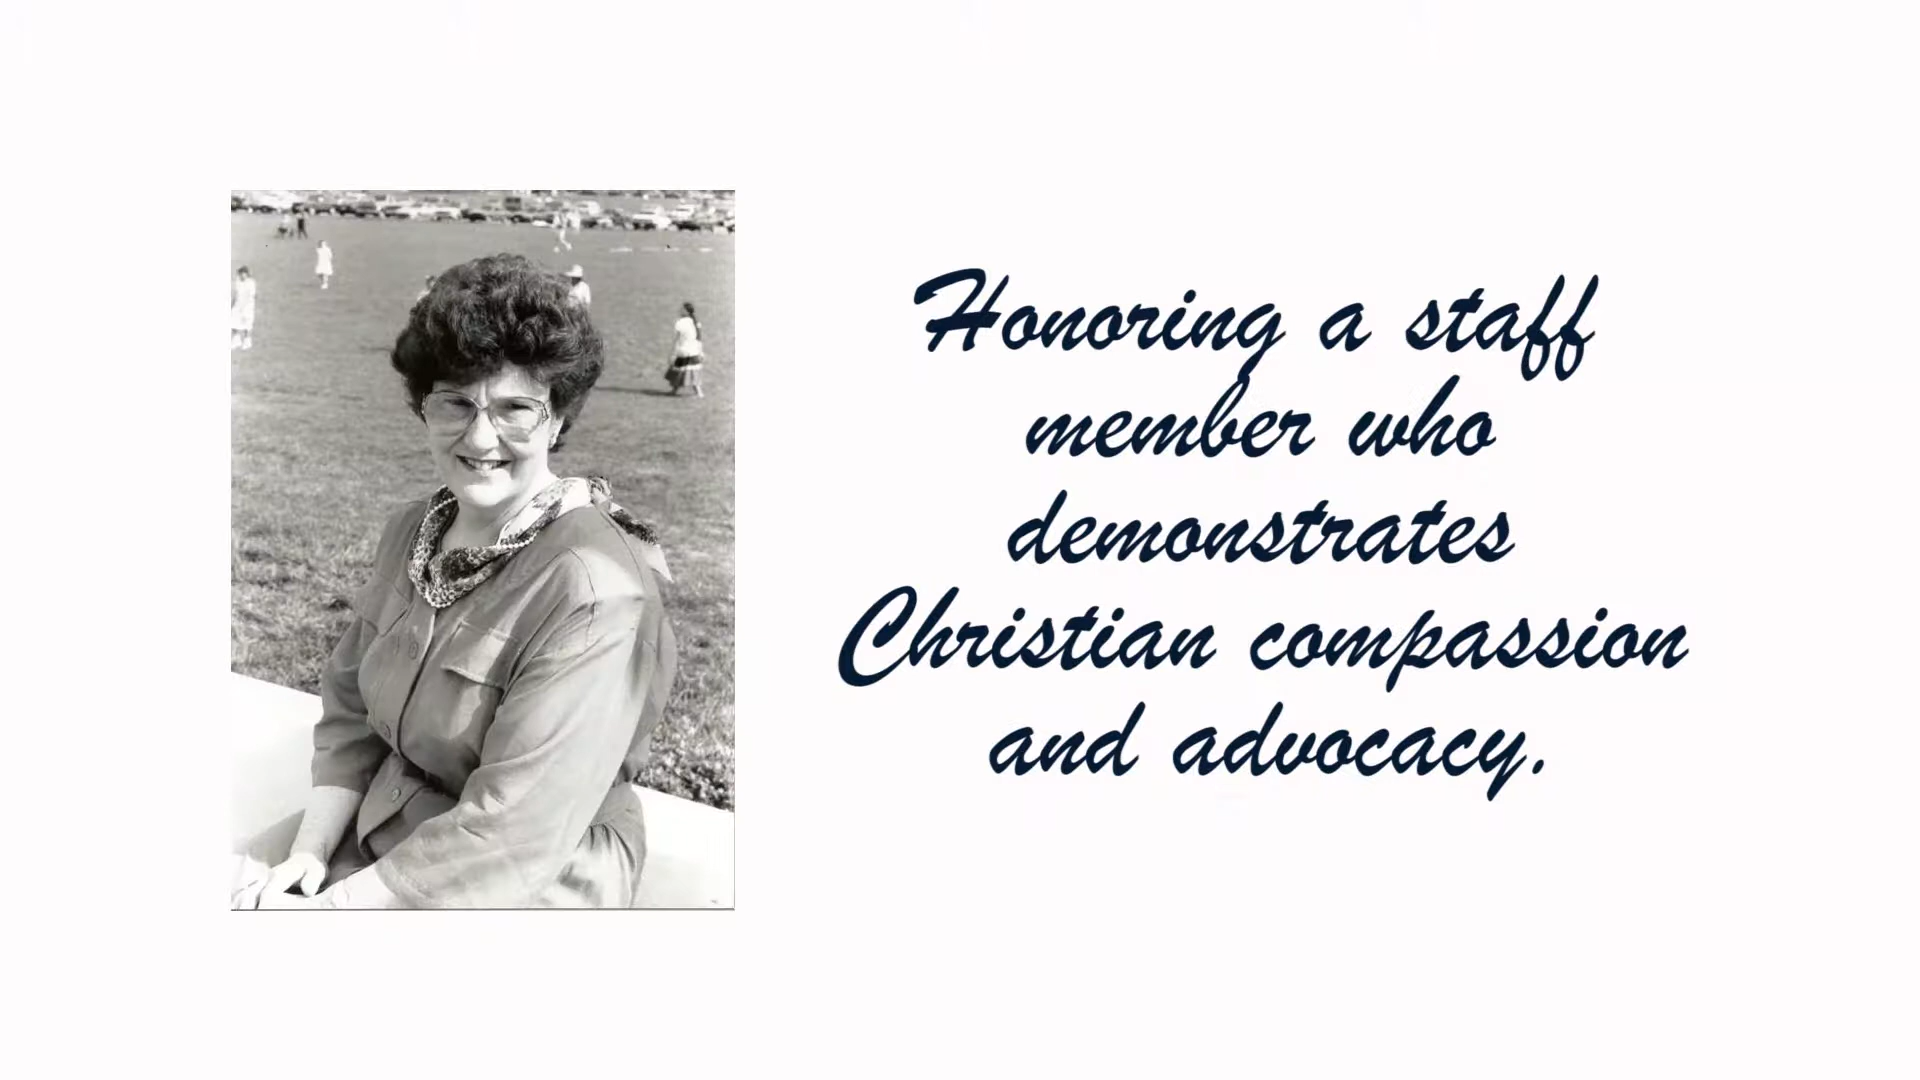 Honoring a staff
member who
demonstrates
Christian compassion
and advocacy.